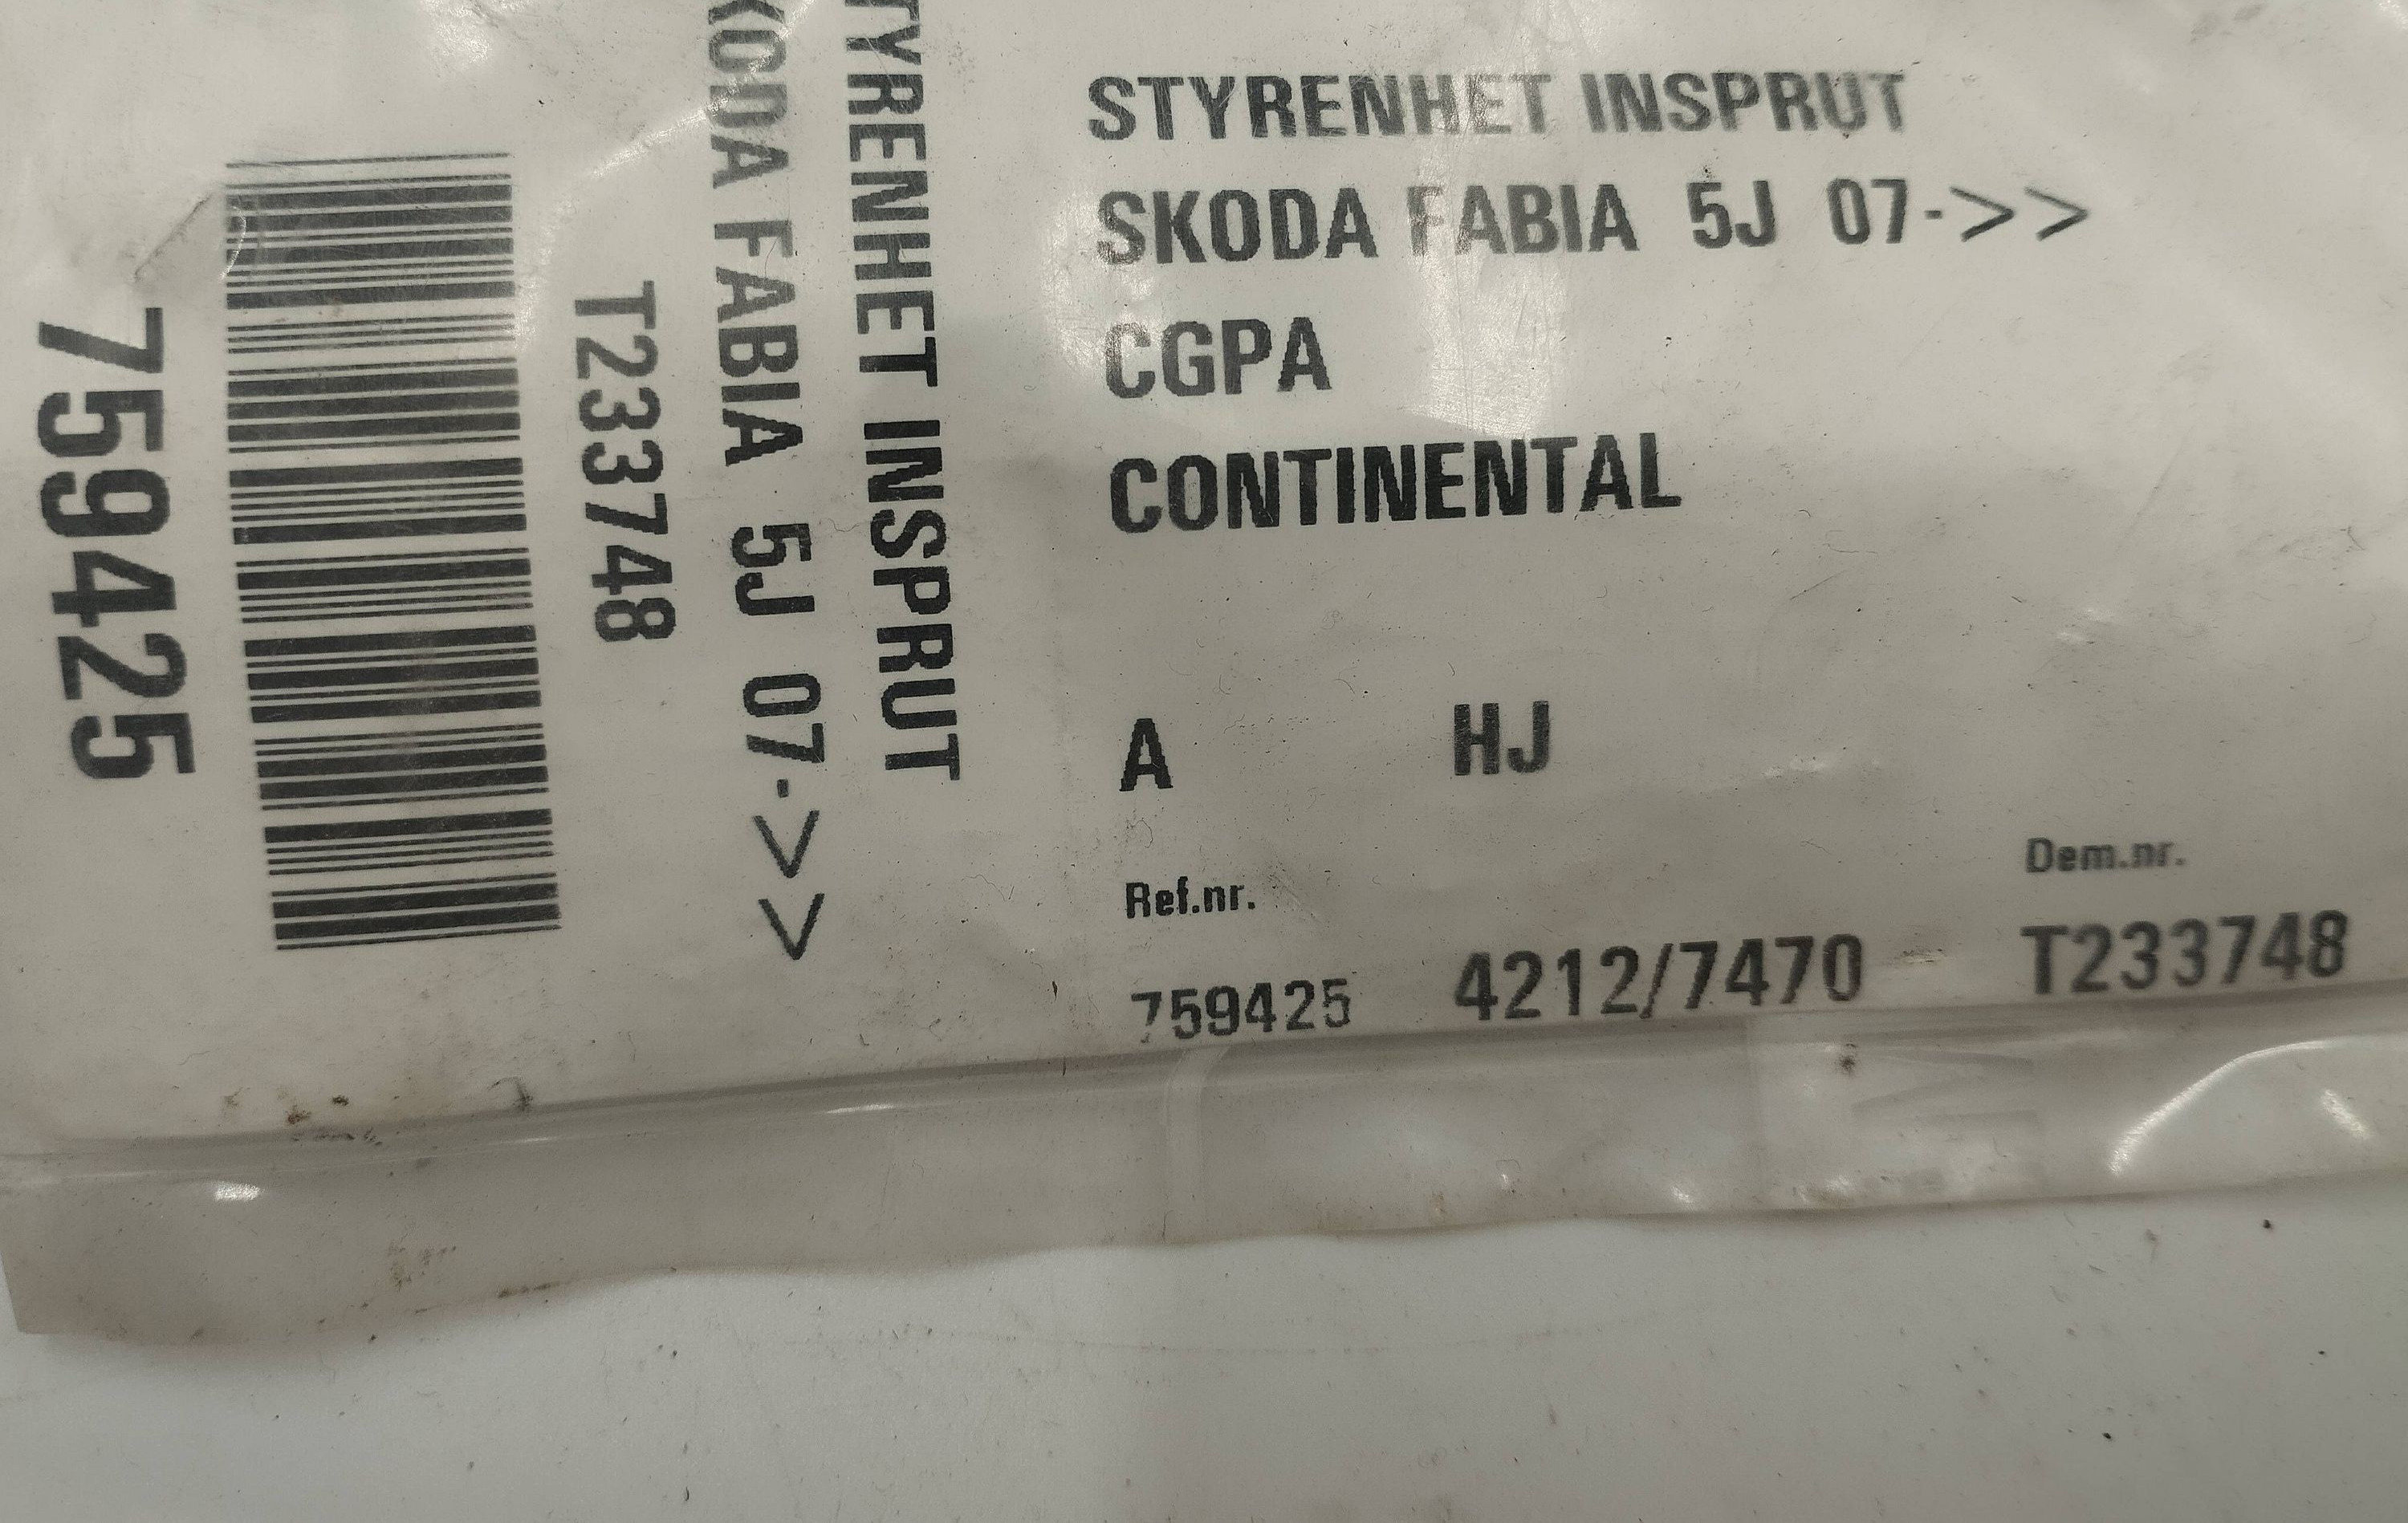 STYRENHET INSPRUT
SKODA FABIA 5J 07->>
CGPA
CONTINENTAL
A HJ
Ref.nr. Dem.nr.
759425 4212/7470 T233748
TYRENHET INSPRUT
KODA FABIA 5J 07->>
T233748
759425